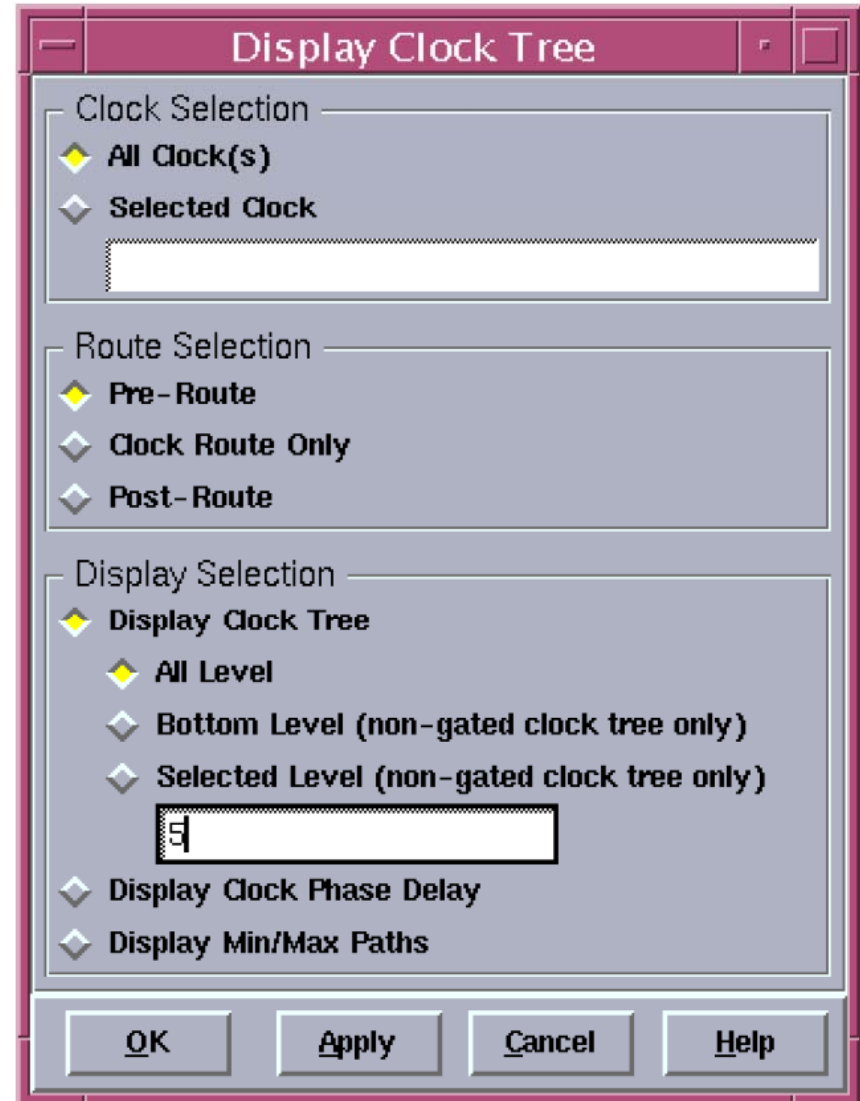 Display Clock Tree
Clock Selection
All Clock(s)
Selected Clock
Route Selection
Pre-Route
Clock Route Only
Post-Route
Display Selection
Display Clock Tree
All Level
Bottom Level (non-gated clock tree only)
Selected Level (non-gated clock tree only)
5
Display Clock Phase Delay
Display Min/Max Paths
OK Apply Cancel Help